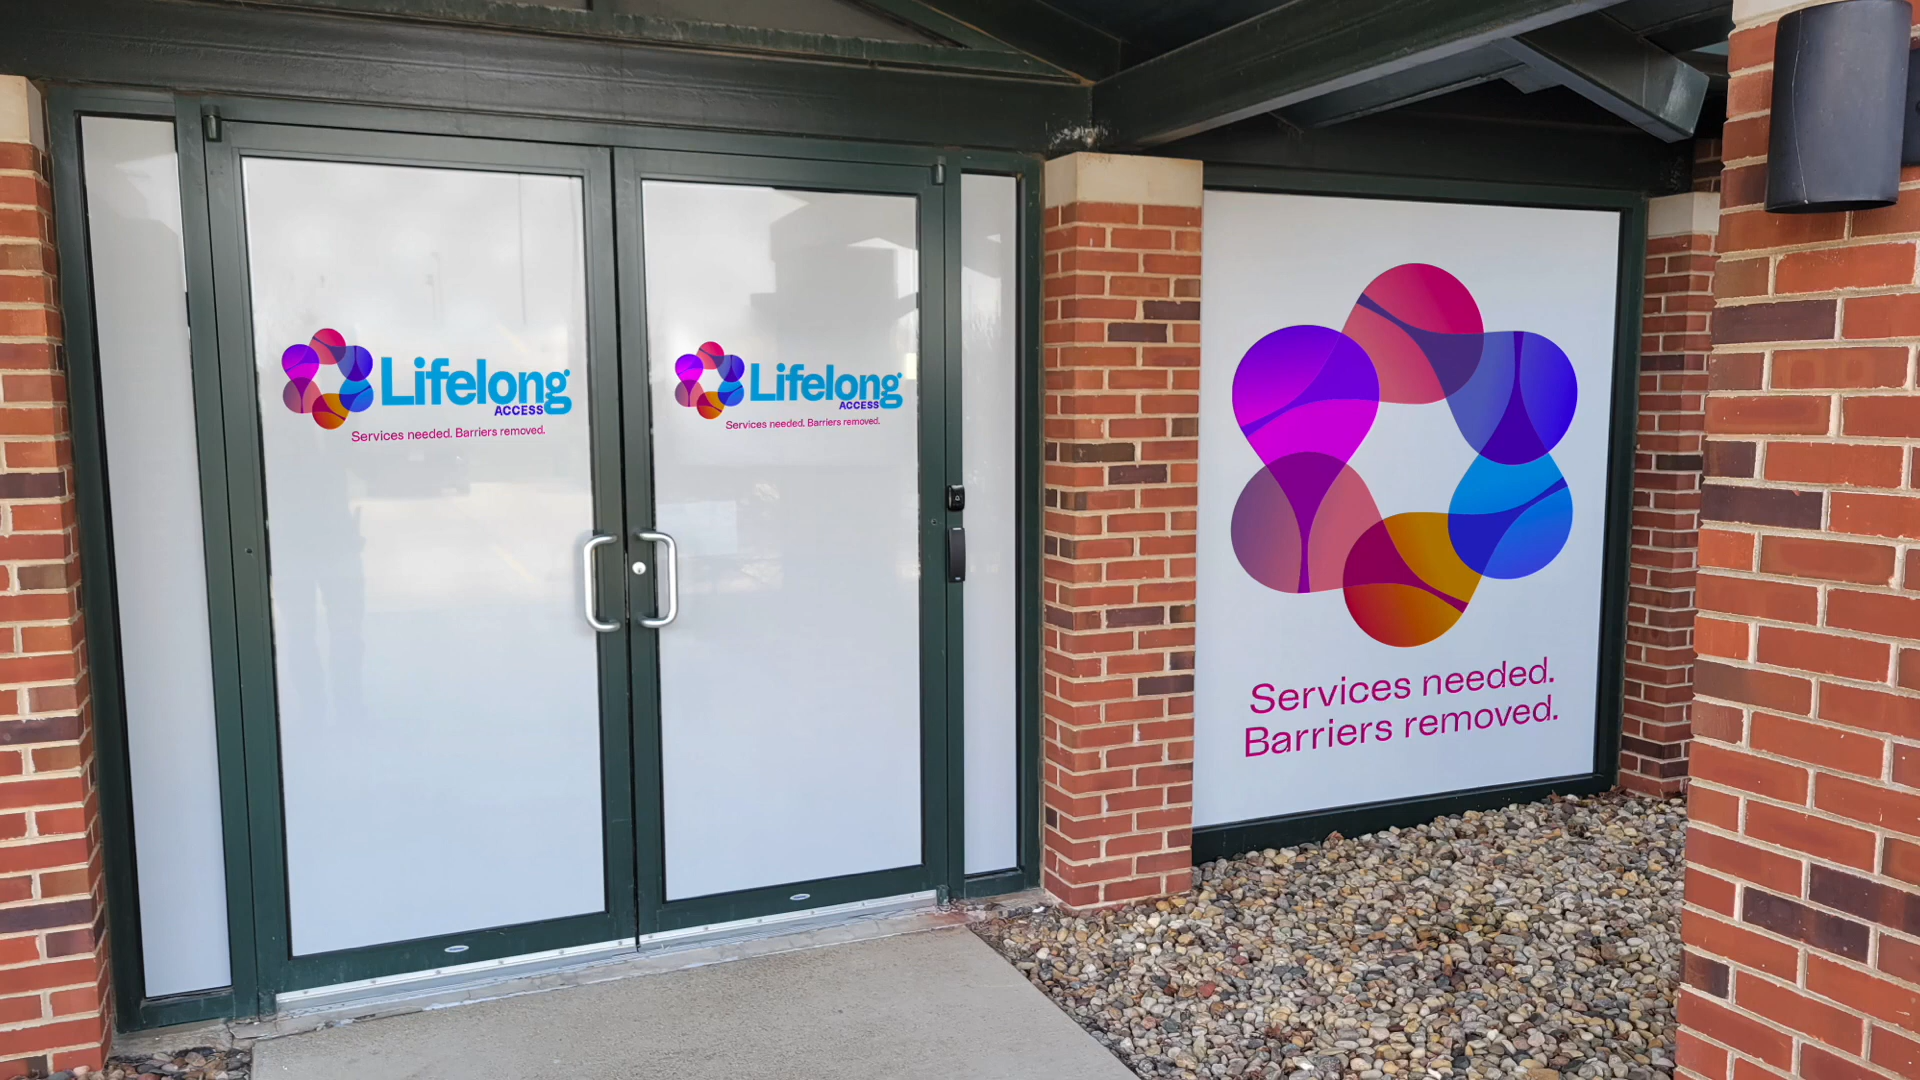 Lifelong
ACCESS
Services needed. Barriers removed.
Lifelong
ACCESS
Services needed. Barriers removed.
Services needed.
Barriers removed.